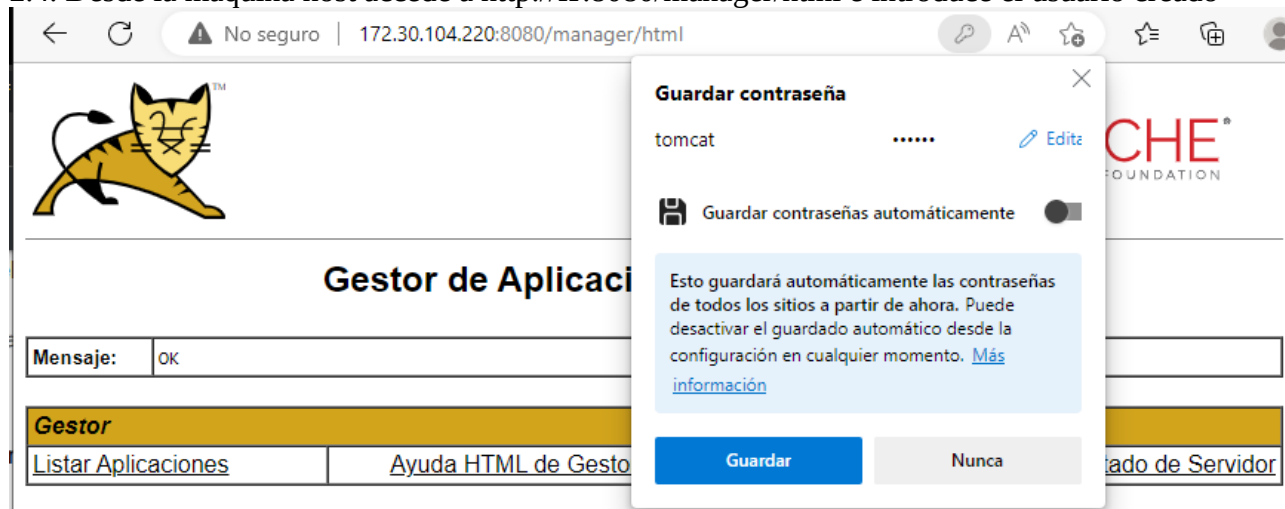 No seguro | 172.30.104.220:8080/manager/html
TM
Guardar contraseña
tomcat •••••• Edita
CHE®
FOUNDATION
Guardar contraseñas automáticamente
Gestor de Aplicaci
Esto guardará automáticamente las contraseñas
de todos los sitios a partir de ahora. Puede
desactivar el guardado automático desde la
configuración en cualquier momento. Más
información
Mensaje: OK
Gestor
Listar Aplicaciones Ayuda HTML de Gesto tado de Servidor
Guardar Nunca